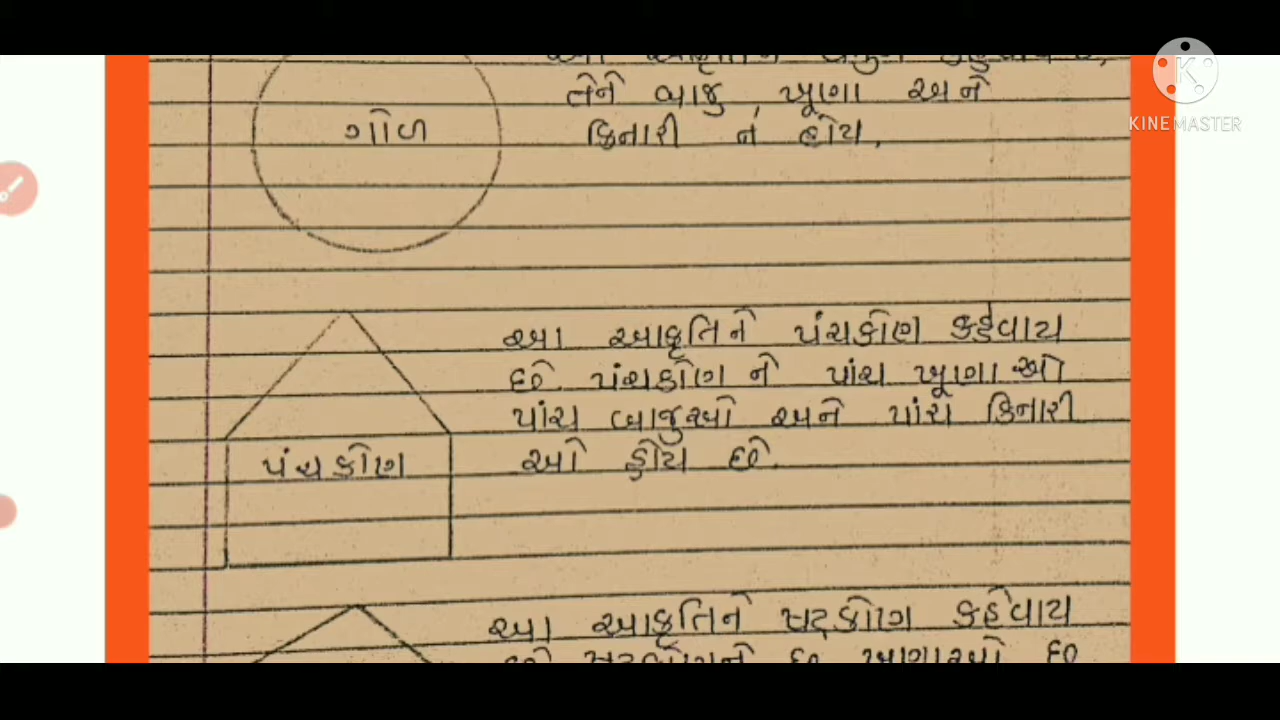 તેને બાજુ ખૂણા અને
ગોળ
કિનારી ન હોય.
KINEMASTER
આ આકૃતિને પંચકોણ કહેવાય
છે. પંચકોણ ને પાંચ ખૂણા ઓ
પાંચ બાજુઓ અને પાંચ કિનારી
પંચકોણ
ઓ હોય છે.
આ આકૃતિને ષટ્કોણ કહેવાય